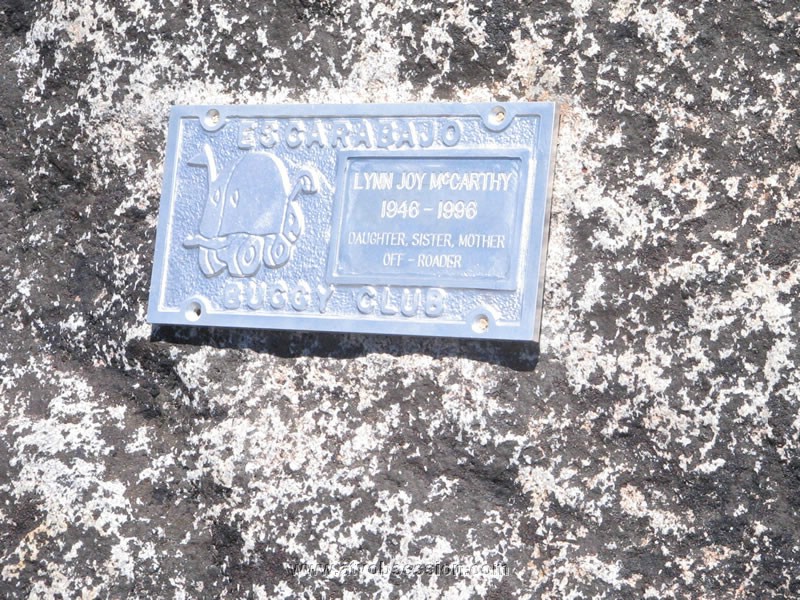 ESCARABAJO
LYNN JOY McCARTHY
1946 - 1996
DAUGHTER, SISTER, MOTHER
OFF - ROADER
BUGGY CLUB